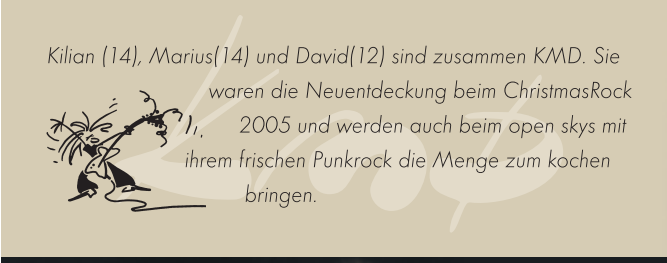 Kilian (14), Marius(14) und David(12) sind zusammen KMD. Sie
waren die Neuentdeckung beim ChristmasRock
2005 und werden auch beim open skys mit
ihrem frischen Punkrock die Menge zum kochen
bringen.
kmD